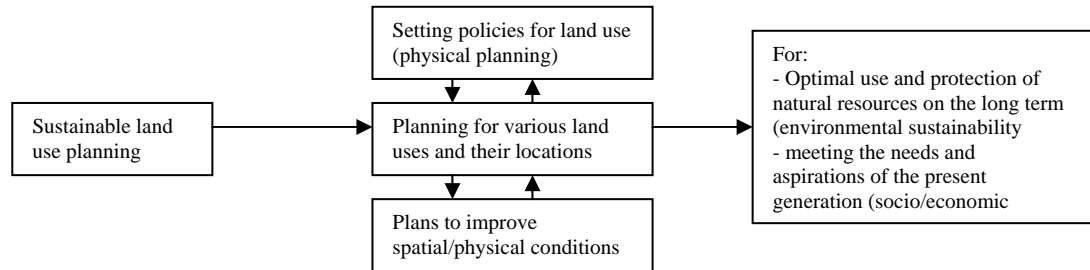 Setting policies for land use
(physical planning)
Sustainable land
use planning
Planning for various land
uses and their locations
Plans to improve
spatial/physical conditions
For:
- Optimal use and protection of
natural resources on the long term
(environmental sustainability
- meeting the needs and
aspirations of the present
generation (socio/economic